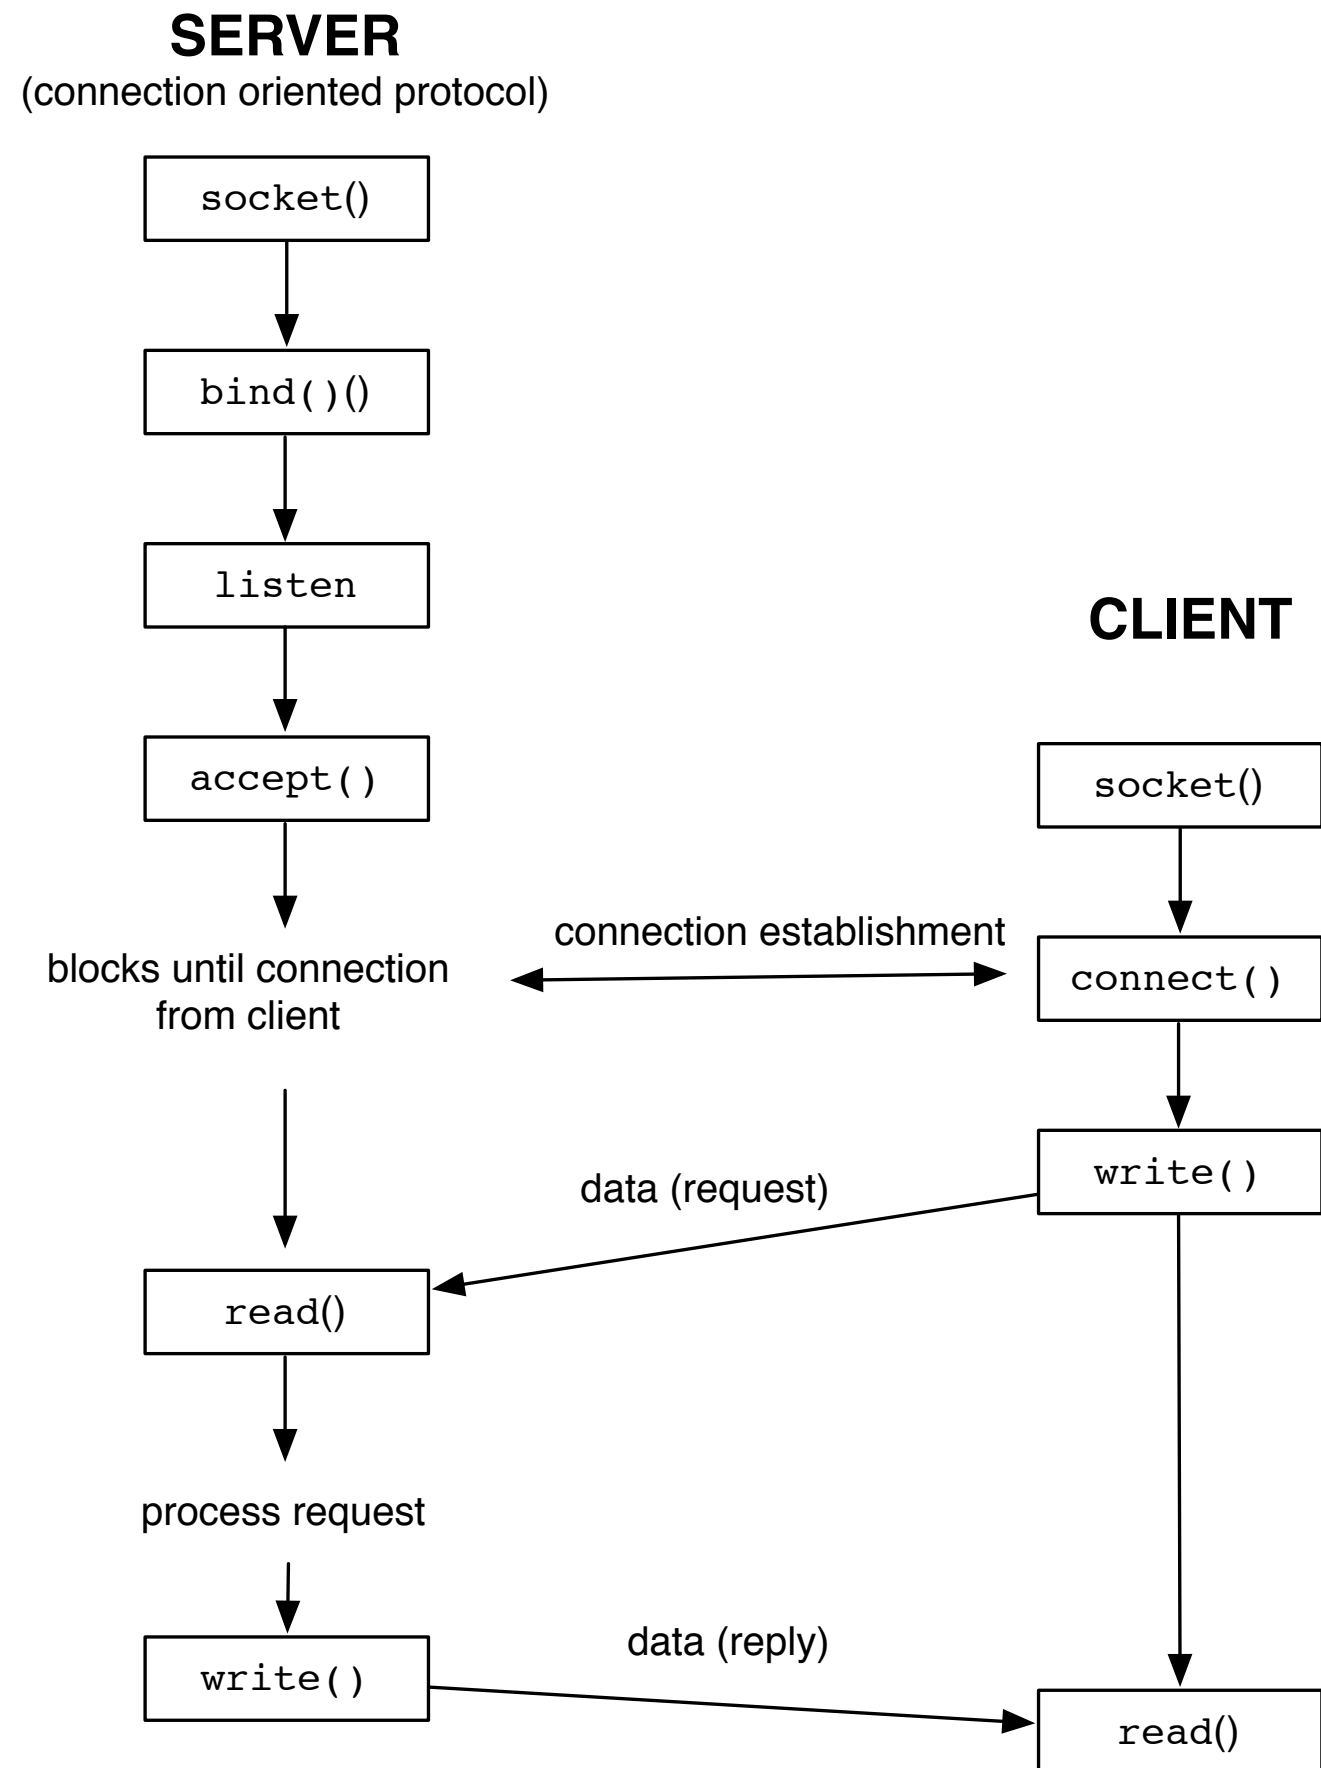 SERVER
(connection oriented protocol)
socket()
bind()()
listen
accept()
blocks until connection
from client
read()
process request
write()
connection establishment
data (request)
data (reply)
CLIENT
socket()
connect()
write()
read()